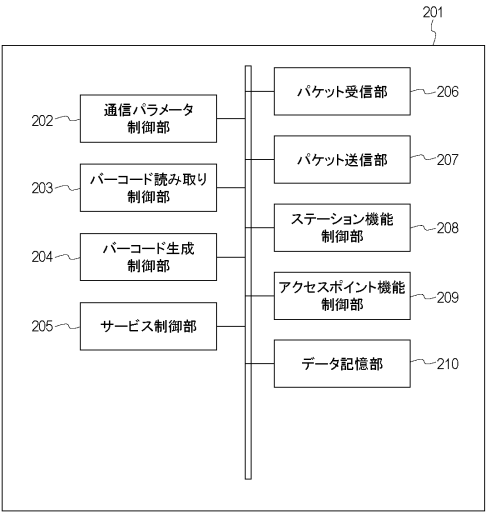 201
202
通信パラメータ
制御部
203
バーコード読み取り
制御部
204
バーコード生成
制御部
205
サービス制御部
パケット受信部
206
パケット送信部
207
ステーション機能
制御部
208
アクセスポイント機能
制御部
209
データ記憶部
210